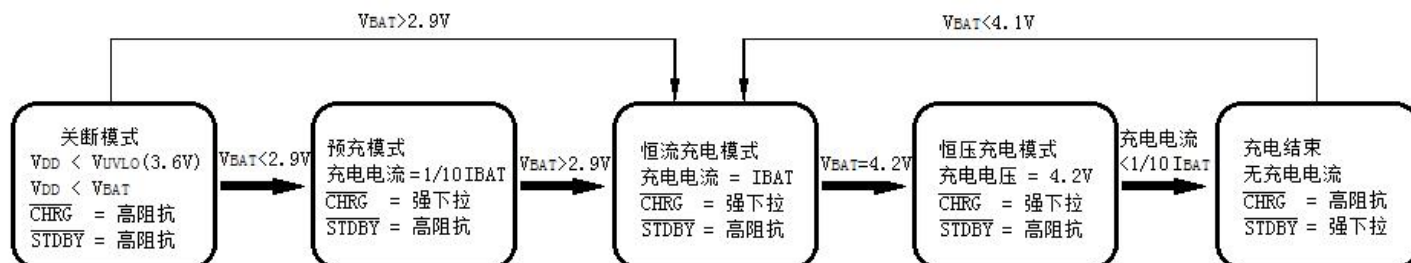 VBAT>2.9V
VBAT<4.1V
关断模式
VDD < VUVLO(3.6V)
VDD < VBAT
CHRG = 高阻抗
STDBY = 高阻抗
VBAT<2.9V
预充模式
充电电流=1/10IBAT
CHRG = 强下拉
STDBY = 高阻抗
VBAT>2.9V
恒流充电模式
充电电流 = IBAT
CHRG = 强下拉
STDBY = 高阻抗
VBAT=4.2V
恒压充电模式
充电电压 = 4.2V
CHRG = 强下拉
STDBY = 高阻抗
充电电流
<1/10IBAT
充电结束
无充电电流
CHRG = 高阻抗
STDBY = 强下拉